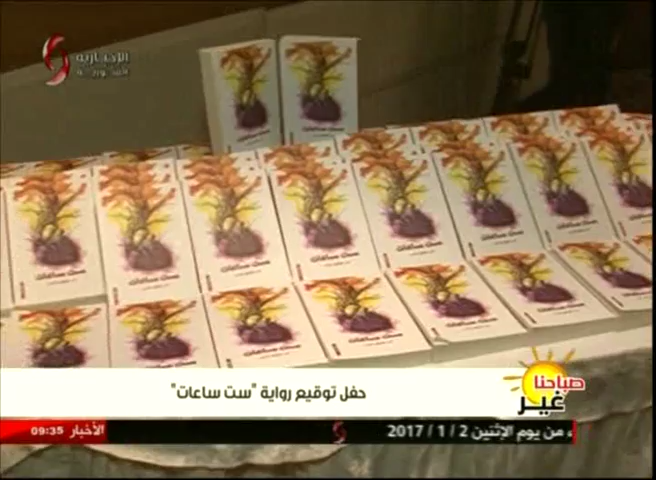 الإخبارية
السورية
ست ساعات
حفل توقيع رواية "ست ساعات"
صباحنا
غير
09:35
الأخبار
ء من يوم الإثنين 2 / 1 / 2017